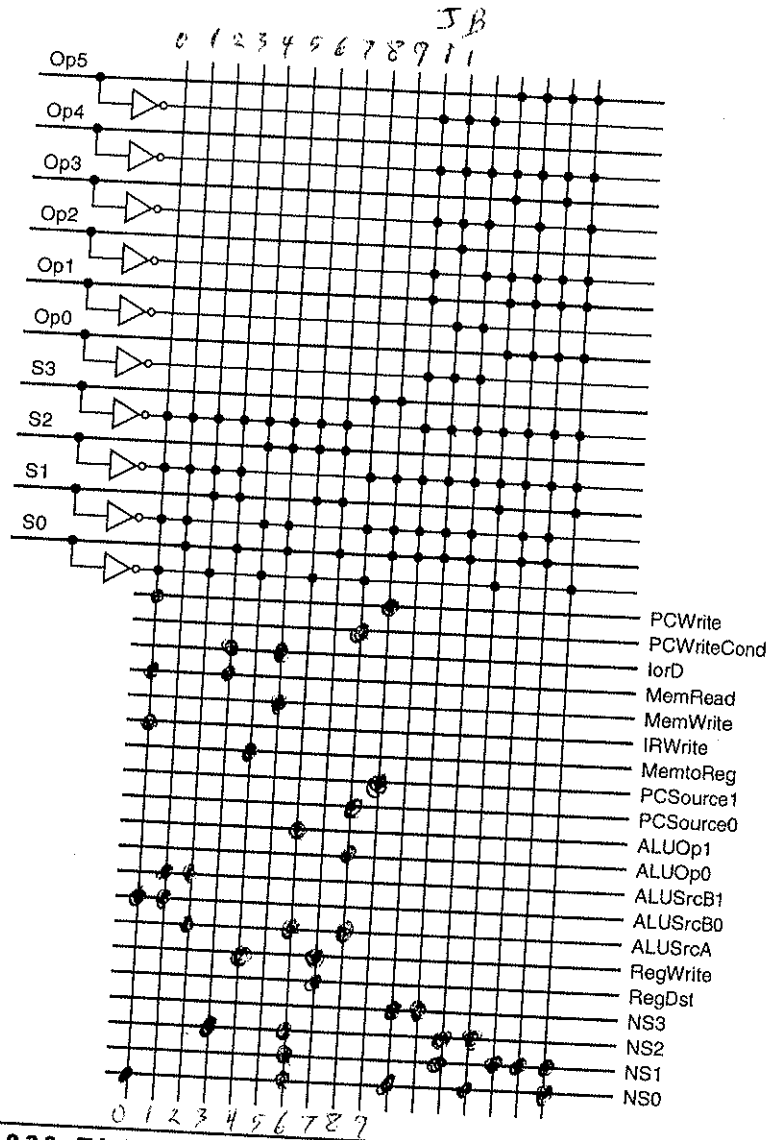 J B
0 1 2 3 4 5 6 7 8 9 1 1
Op5
Op4
Op3
Op2
Op1
Op0
S3
S2
S1
S0
PCWrite
PCWriteCond
IorD
MemRead
MemWrite
IRWrite
MemtoReg
PCSource1
PCSource0
ALUOp1
ALUOp0
ALUSrcB1
ALUSrcB0
ALUSrcA
RegWrite
RegDst
NS3
NS2
NS1
NS0
0 1 2 3 4 5 6 7 8 9